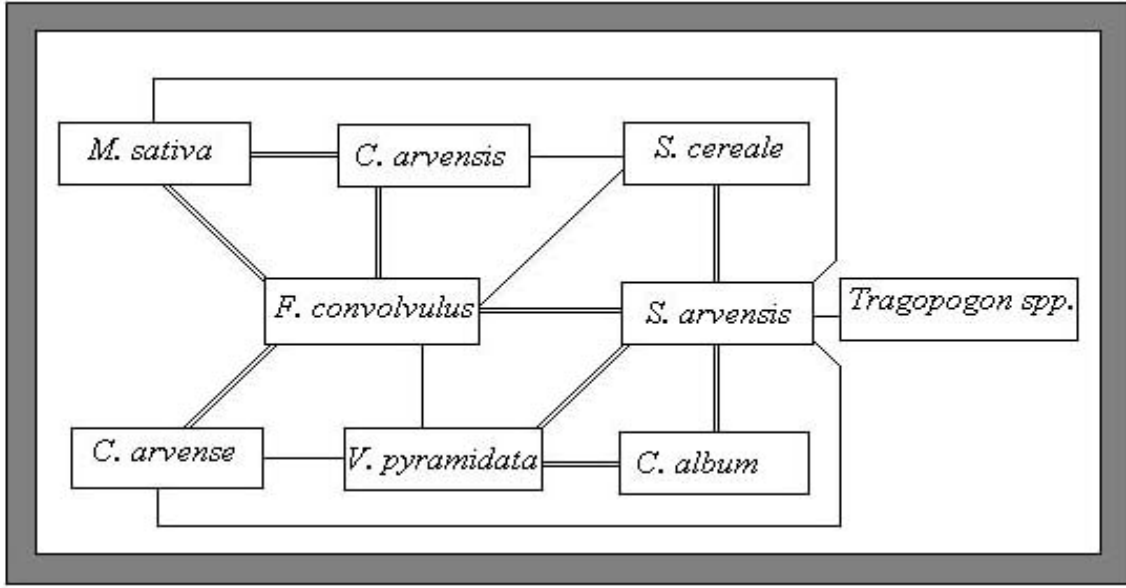 M. sativa
C. arvensis
S. cereale
F. convolvulus
S. arvensis
Tragopogon spp.
C. arvense
V. pyramidata
C. album